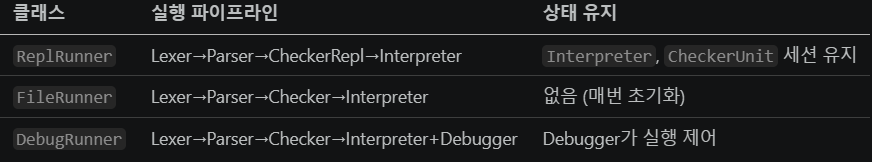 클래스 실행 파이프라인 상태 유지
ReplRunner Lexer→Parser→CheckerRepl→Interpreter Interpreter, CheckerUnit 세션 유지
FileRunner Lexer→Parser→Checker→Interpreter 없음 (매번 초기화)
DebugRunner Lexer→Parser→Checker→Interpreter+Debugger Debugger가 실행 제어